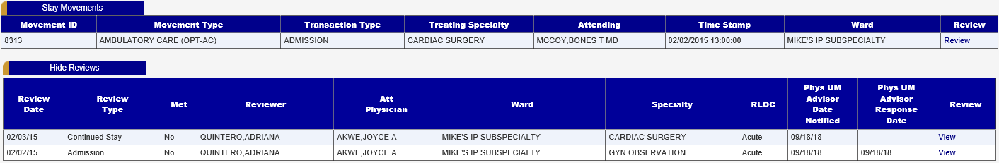 Stay Movements
Movement ID Movement Type Transaction Type Treating Specialty Attending Time Stamp Ward Review
8313 AMBULATORY CARE (OPT-AC) ADMISSION CARDIAC SURGERY MCCOY,BONES T MD 02/02/2015 13:00:00 MIKE'S IP SUBSPECIALTY Review
Hide Reviews
Review Date Review Type Met Reviewer Att Physician Ward Specialty RLOC Phys UM Advisor Date Notified Phys UM Advisor Response Date Review
02/03/15 Continued Stay No QUINTERO,ADRIANA AKWE,JOYCE A MIKE'S IP SUBSPECIALTY CARDIAC SURGERY Acute 09/18/18 View
02/02/15 Admission No QUINTERO,ADRIANA AKWE,JOYCE A MIKE'S IP SUBSPECIALTY GYN OBSERVATION Acute 09/18/18 09/18/18 View